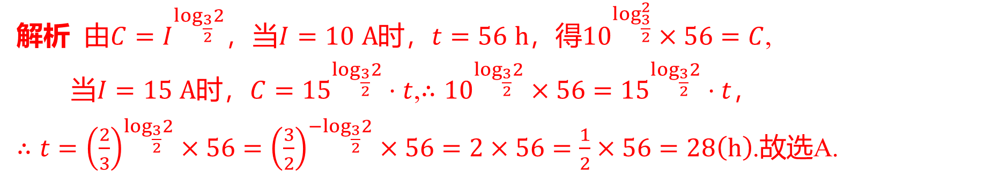 解析 由$C = I^{\log_{\frac{3}{2}}2}$，当$I = 10$ A时，$t = 56$ h，得$10^{\log_{\frac{3}{2}}^{2}} \times 56 = C$,
当$I = 15$ A时，$C = 15^{\log_{\frac{3}{2}}2} \cdot t$,∴ $10^{\log_{\frac{3}{2}}2} \times 56 = 15^{\log_{\frac{3}{2}}2} \cdot t$，
∴ $t = \left(\frac{2}{3}\right)^{\log_{\frac{3}{2}}2} \times 56 = \left(\frac{3}{2}\right)^{-\log_{\frac{3}{2}}2} \times 56 = 2 \times 56 = \frac{1}{2} \times 56 = 28$(h).故选A.